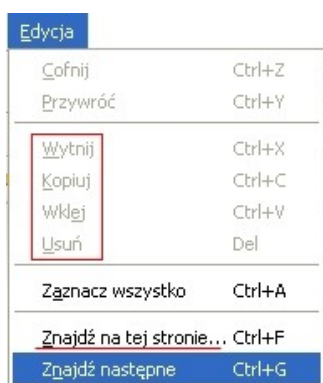 Edycja
Cofnij Ctrl+Z
Przywróć Ctrl+Y
Wytnij Ctrl+X
Kopiuj Ctrl+C
Wklej Ctrl+V
Usuń Del
Zaznacz wszystko Ctrl+A
Znajdź na tej stronie... Ctrl+F
Znajdź następne Ctrl+G